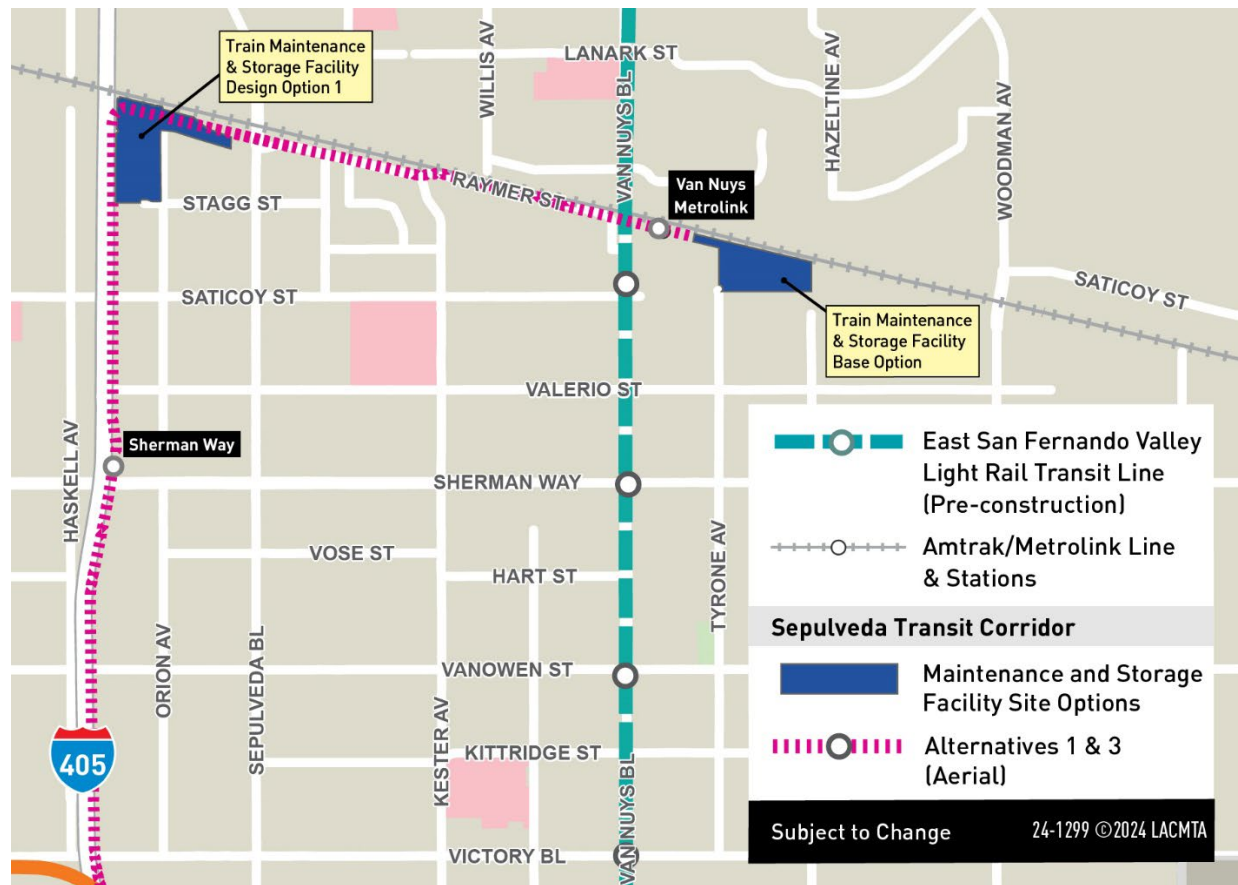 Train Maintenance
& Storage Facility
Design Option 1
WILLIS AV
LANARK ST
VAN NUYS BL
HAZELTINE AV
WOODMAN AV
RAYMER ST
Van Nuys
Metrolink
STAGG ST
SATICOY ST
SATICOY ST
Train Maintenance
& Storage Facility
Base Option
VALERIO ST
HASKELL AV
Sherman Way
SHERMAN WAY
VOSE ST
HART ST
TYRONE AV
ORION AV
SEPULVEDA BL
VANOWEN ST
KESTER AV
KITTRIDGE ST
405
VAN NUYS BL
VICTORY BL
East San Fernando Valley
Light Rail Transit Line
(Pre-construction)
Amtrak/Metrolink Line
& Stations
Sepulveda Transit Corridor
Maintenance and Storage
Facility Site Options
Alternatives 1 & 3
(Aerial)
Subject to Change
24-1299 ©2024 LACMTA